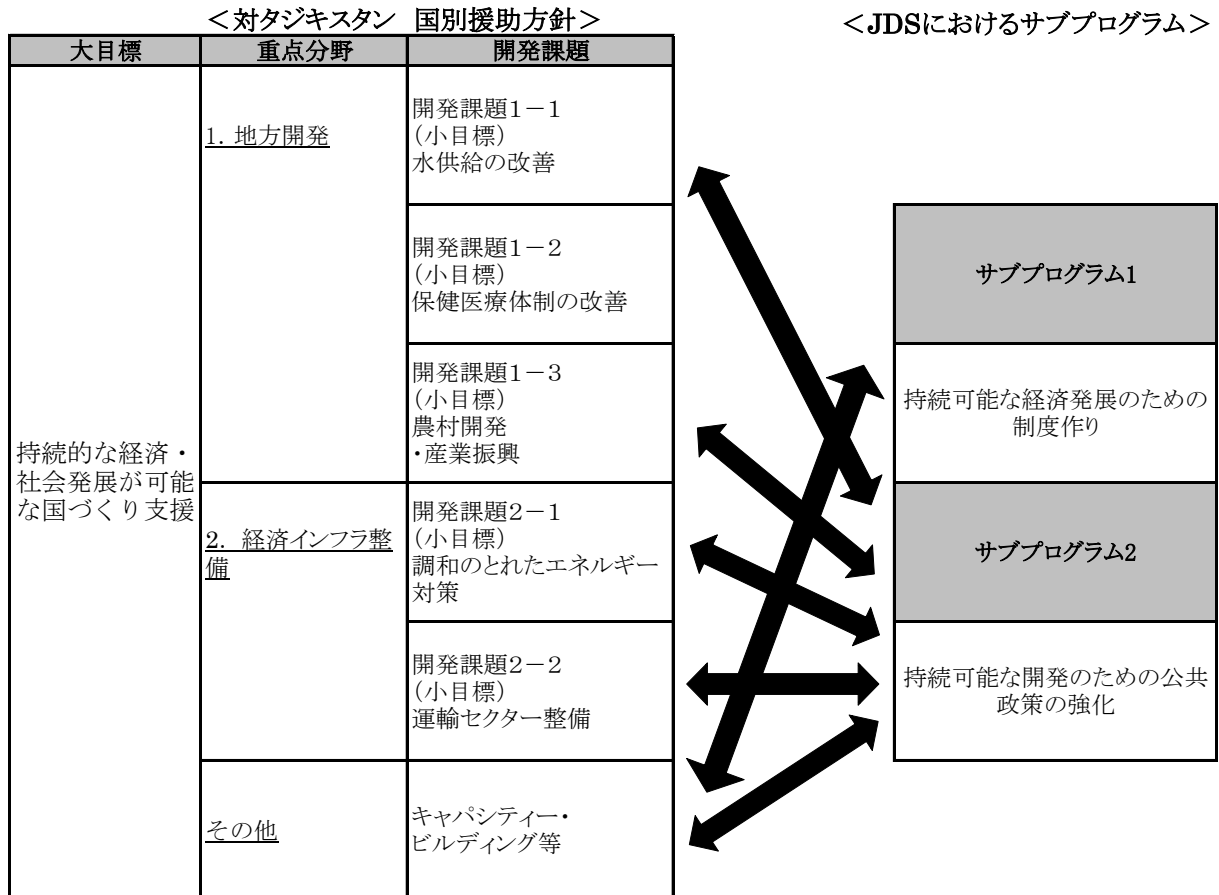 <対タジキスタン 国別援助方針>
<JDSにおけるサブプログラム>
大目標
重点分野
開発課題
持続的な経済・
社会発展が可能
な国づくり支援
1. 地方開発
開発課題1-1
(小目標)
水供給の改善
開発課題1-2
(小目標)
保健医療体制の改善
開発課題1-3
(小目標)
農村開発
・産業振興
2. 経済インフラ整
備
開発課題2-1
(小目標)
調和のとれたエネルギー
対策
開発課題2-2
(小目標)
運輸セクター整備
その他
キャパシティー・
ビルディング等
サブプログラム1
持続可能な経済発展のための
制度作り
サブプログラム2
持続可能な開発のための公共
政策の強化